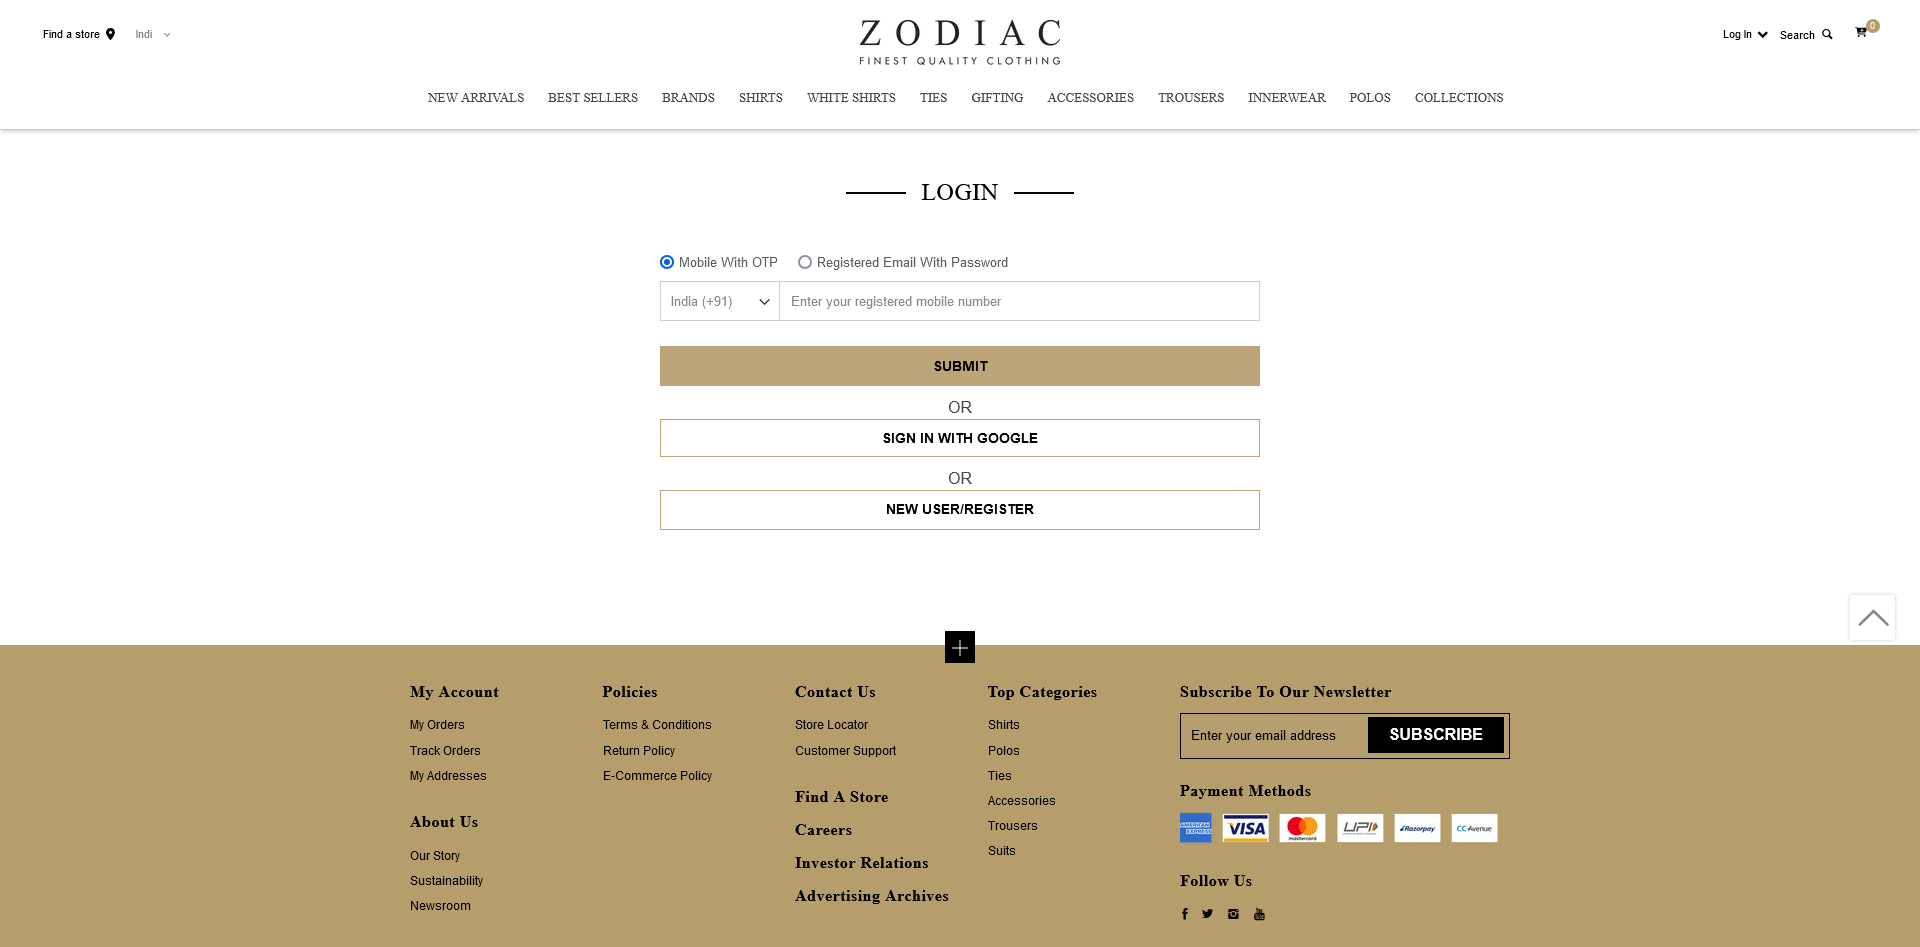 Find a store
Indi
ZODIAC
FINEST QUALITY CLOTHING
Log In
Search
0
NEW ARRIVALS
BEST SELLERS
BRANDS
SHIRTS
WHITE SHIRTS
TIES
GIFTING
ACCESSORIES
TROUSERS
INNERWEAR
POLOS
COLLECTIONS
LOGIN
Mobile With OTP
Registered Email With Password
India (+91)
Enter your registered mobile number
SUBMIT
OR
SIGN IN WITH GOOGLE
OR
NEW USER/REGISTER
My Account
My Orders
Track Orders
My Addresses
About Us
Our Story
Sustainability
Newsroom
Policies
Terms & Conditions
Return Policy
E-Commerce Policy
Contact Us
Store Locator
Customer Support
Find A Store
Careers
Investor Relations
Advertising Archives
Top Categories
Shirts
Polos
Ties
Accessories
Trousers
Suits
Subscribe To Our Newsletter
Enter your email address
SUBSCRIBE
Payment Methods
AMERICAN
EXPRESS
VISA
mastercard
UPI
Razorpay
CCAvenue
Follow Us